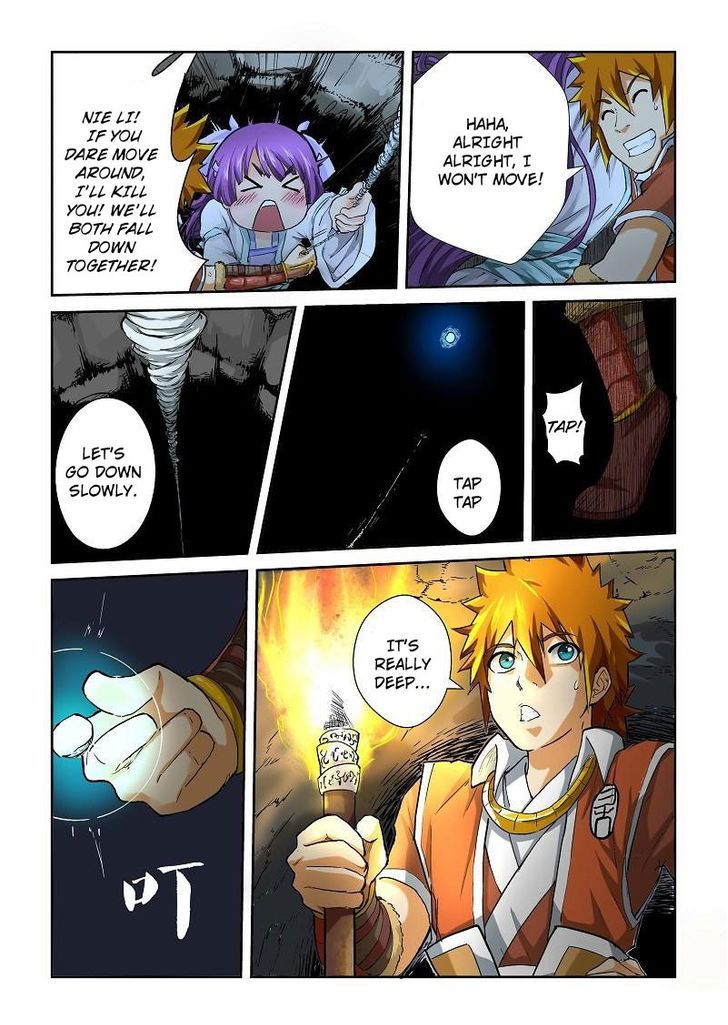 NIE LI!
IF YOU
DARE MOVE
AROUND,
I'LL KILL
YOU! WE'LL
BOTH FALL
DOWN
TOGETHER!
HAHA,
ALRIGHT
ALRIGHT, I
WON'T MOVE!
LET'S
GO DOWN
SLOWLY.
TAP
TAP
TAP!
叮
IT'S
REALLY
DEEP...